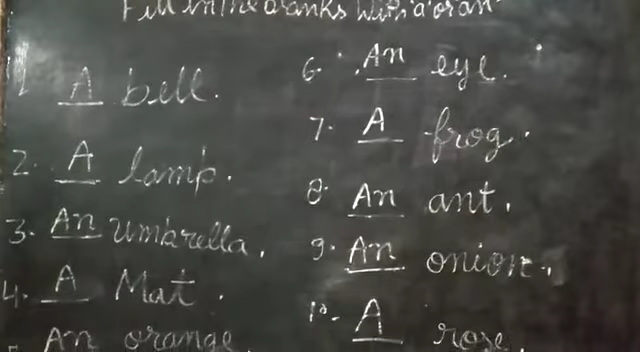 Fill in the blanks with a or an
1. A bell.
2. A lamp.
3. An umbrella.
4. A Mat.
5. An orange.
6. An eye.
7. A frog.
8. An ant.
9. An onion.
10. A rose.